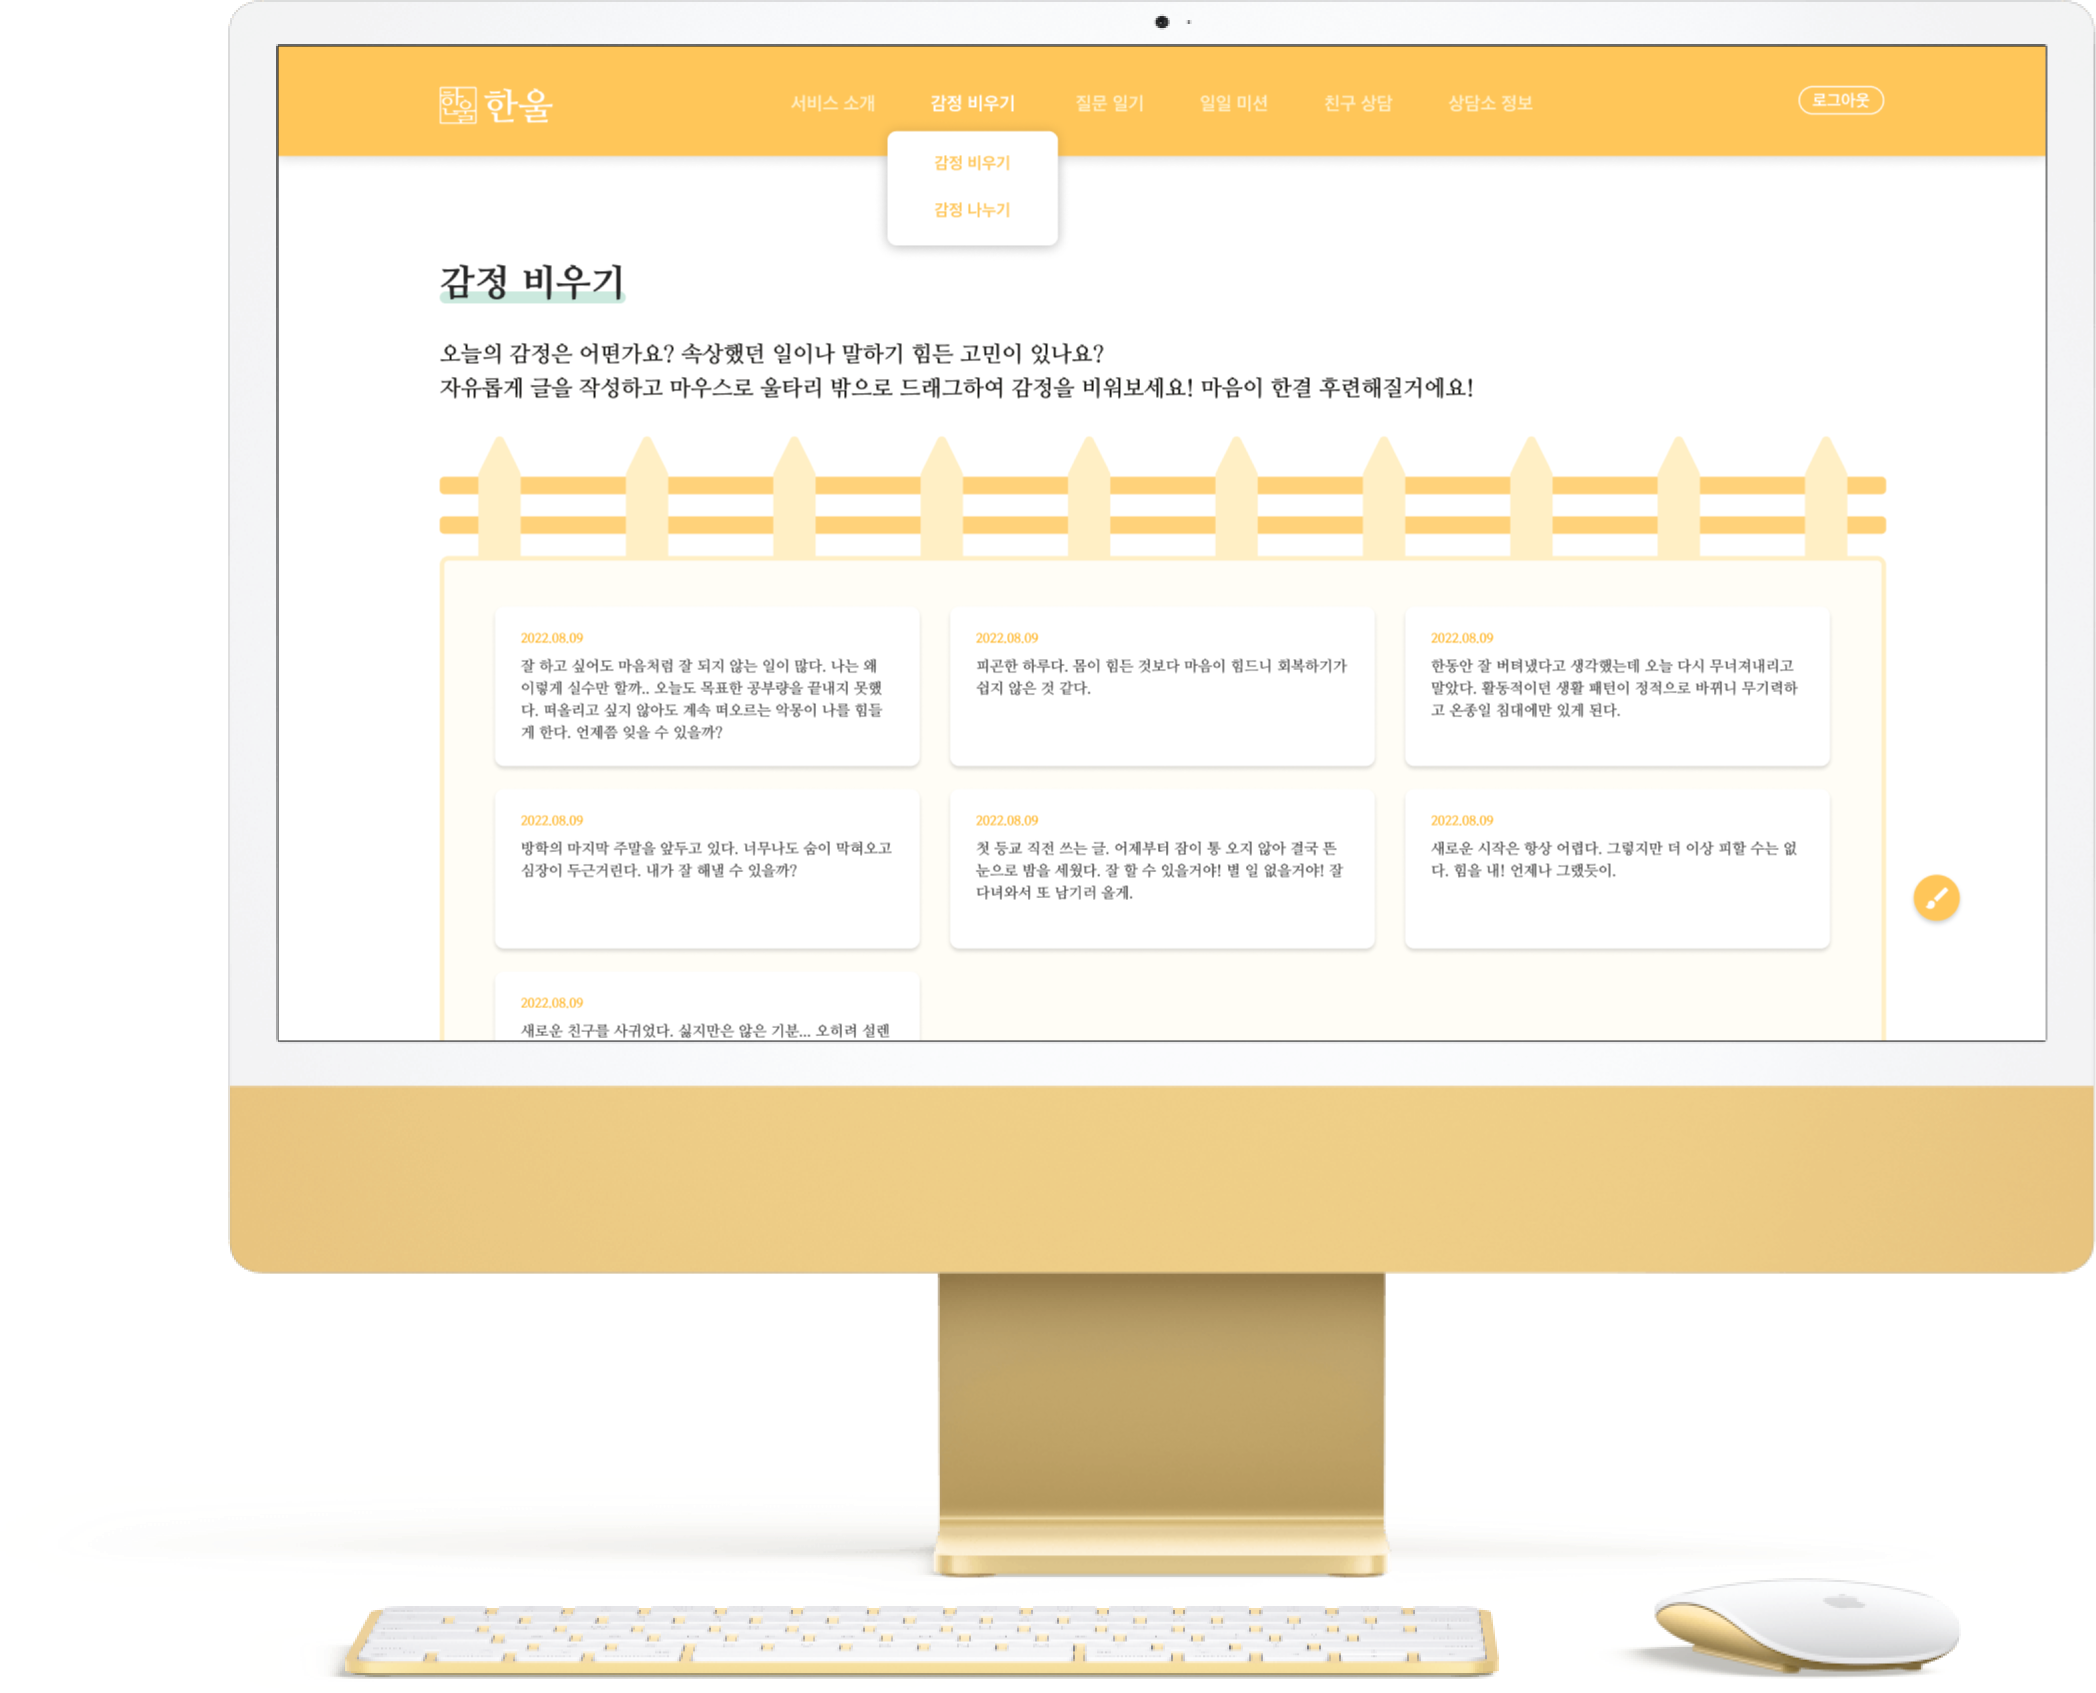 한울 한울
서비스 소개 감정 비우기 질문 일기 일일 미션 친구 상담 상담소 정보 로그아웃
감정 비우기
감정 나누기
감정 비우기
오늘의 감정은 어떤가요? 속상했던 일이나 말하기 힘든 고민이 있나요?
자유롭게 글을 작성하고 마우스로 울타리 밖으로 드래그하여 감정을 비워보세요! 마음이 한결 후련해질거에요!
2022.08.09
잘 하고 싶어도 마음처럼 잘 되지 않는 일이 많다. 나는 왜
이렇게 실수만 할까.. 오늘도 목표한 공부량을 끝내지 못했
다. 떠올리고 싶지 않아도 계속 떠오르는 악몽이 나를 힘들
게 한다. 언제쯤 잊을 수 있을까?
2022.08.09
피곤한 하루다. 몸이 힘든 것보다 마음이 힘드니 회복하기가
쉽지 않은 것 같다.
2022.08.09
한동안 잘 버텨냈다고 생각했는데 오늘 다시 무너져내리고
말았다. 활동적이던 생활 패턴이 정적으로 바뀌니 무기력하
고 온종일 침대에만 있게 된다.
2022.08.09
방학의 마지막 주말을 앞두고 있다. 너무나도 숨이 막혀오고
심장이 두근거린다. 내가 잘 해낼 수 있을까?
2022.08.09
첫 등교 직전 쓰는 글. 어제부터 잠이 통 오지 않아 결국 뜬
눈으로 밤을 세웠다. 잘 할 수 있을거야! 별 일 없을거야! 잘
다녀와서 또 남기러 올게.
2022.08.09
새로운 시작은 항상 어렵다. 그렇지만 더 이상 피할 수는 없
다. 힘을 내! 언제나 그랬듯이.
2022.08.09
새로운 친구를 사귀었다. 싫지만은 않은 기분... 오히려 설렌